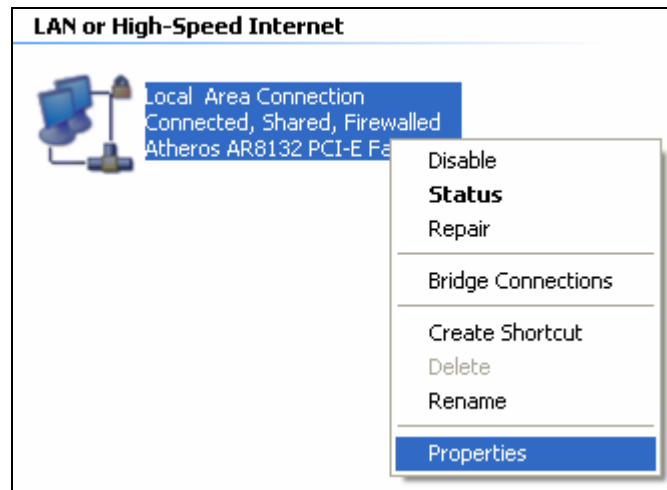 LAN or High-Speed Internet
Local Area Connection
Connected, Shared, Firewalled
Atheros AR8132 PCI-E Fa
Disable
Status
Repair
Bridge Connections
Create Shortcut
Delete
Rename
Properties